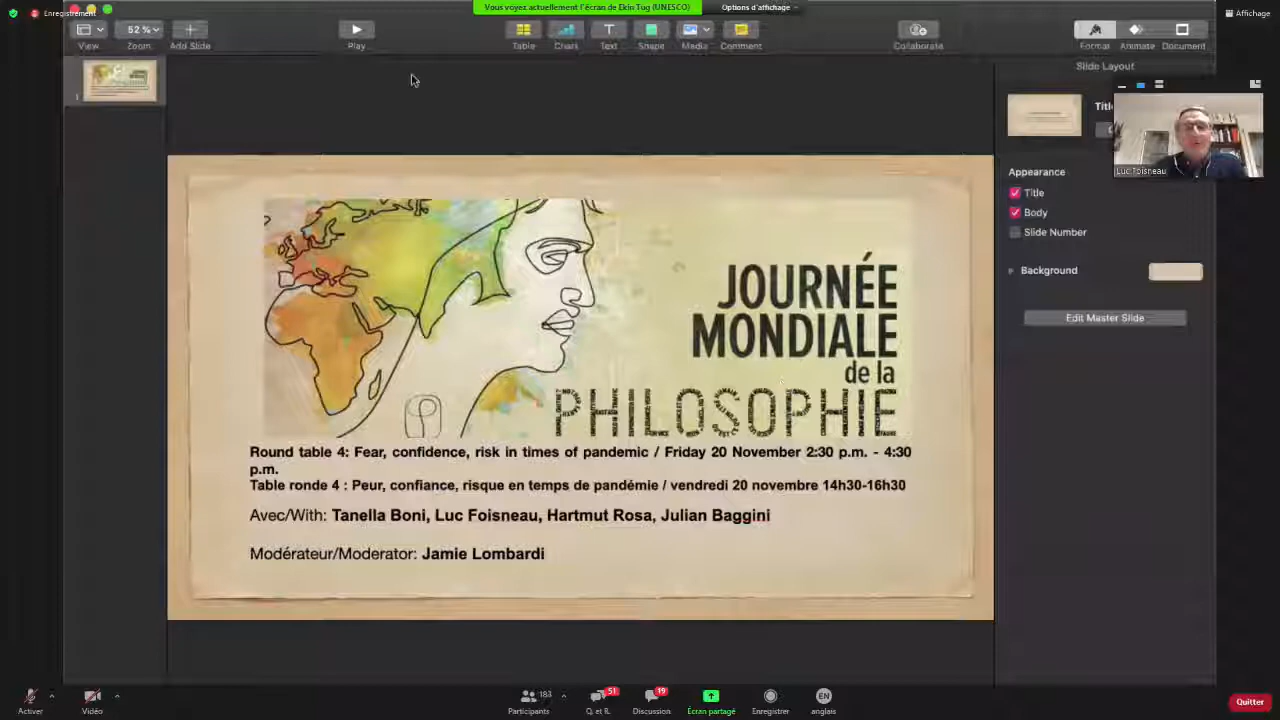 Enregistrement
Vous voyez actuellement l'écran de Ekin Tug (UNESCO)
Options d'affichage
Affichage
52 %
View
Zoom
Add Slide
Play
Table
Chart
Text
Shape
Media
Comment
Collaborate
Format
Animate
Document
Slide Layout
1
Luc Foisneau
Appearance
Title
Body
Slide Number
Background
Edit Master Slide
JOURNÉE
MONDIALE
de la
PHILOSOPHIE
Round table 4: Fear, confidence, risk in times of pandemic / Friday 20 November 2:30 p.m. - 4:30
p.m.
Table ronde 4 : Peur, confiance, risque en temps de pandémie / vendredi 20 novembre 14h30-16h30
Avec/With: Tanella Boni, Luc Foisneau, Hartmut Rosa, Julian Baggini
Modérateur/Moderator: Jamie Lombardi
Activer
Vidéo
183
Participants
51
Q. et R.
19
Discussion
Écran partagé
Enregistrer
EN
anglais
Quitter